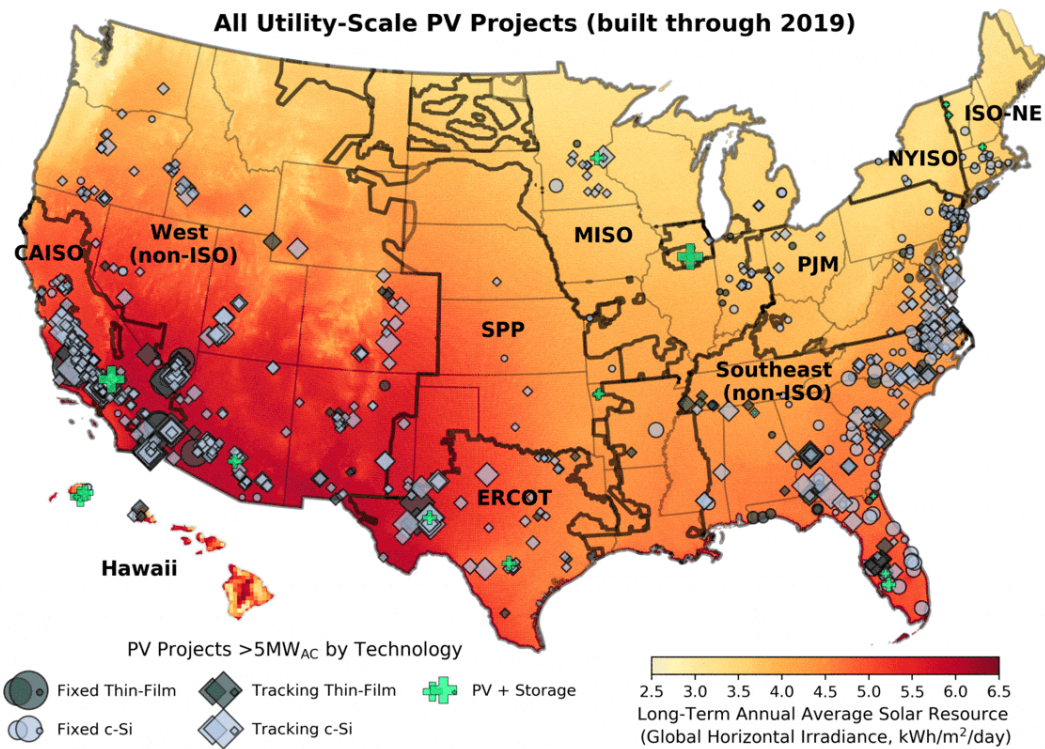 All Utility-Scale PV Projects (built through 2019)
ISO-NE
NYISO
West
(non-ISO)
CAISO
MISO
PJM
SPP
Southeast
(non-ISO)
ERCOT
Hawaii
PV Projects >5MWAC by Technology
Fixed Thin-Film
Tracking Thin-Film
PV + Storage
Fixed c-Si
Tracking c-Si
2.5 3.0 3.5 4.0 4.5 5.0 5.5 6.0 6.5
Long-Term Annual Average Solar Resource
(Global Horizontal Irradiance, kWh/m²/day)